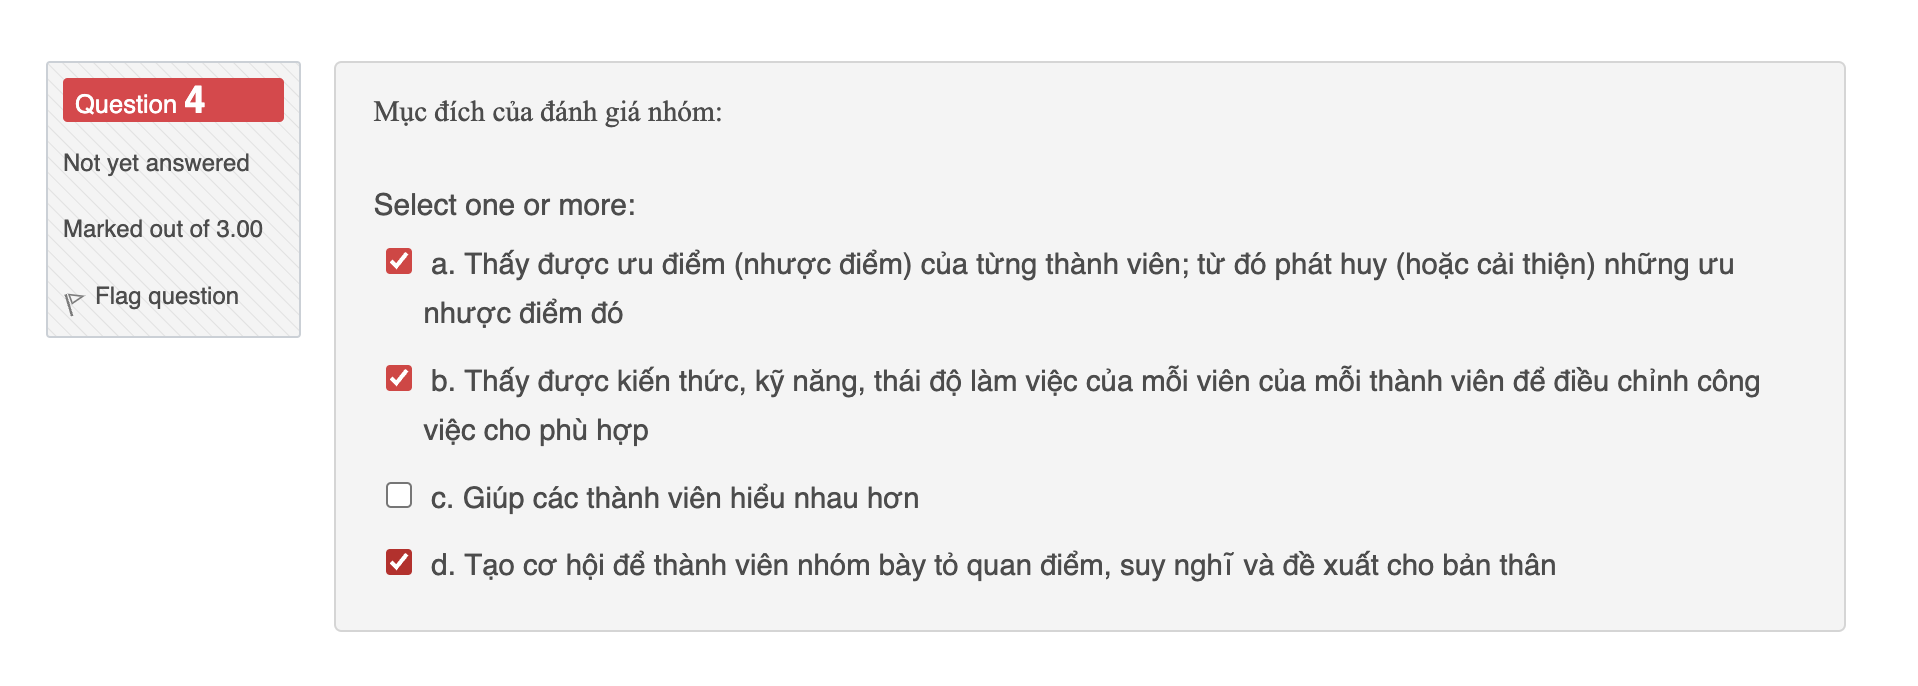 Question 4
Not yet answered
Marked out of 3.00
Flag question
Mục đích của đánh giá nhóm:
Select one or more:
a. Thấy được ưu điểm (nhược điểm) của từng thành viên; từ đó phát huy (hoặc cải thiện) những ưu
nhược điểm đó
b. Thấy được kiến thức, kỹ năng, thái độ làm việc của mỗi viên của mỗi thành viên để điều chỉnh công
việc cho phù hợp
c. Giúp các thành viên hiểu nhau hơn
d. Tạo cơ hội để thành viên nhóm bày tỏ quan điểm, suy nghĩ và đề xuất cho bản thân